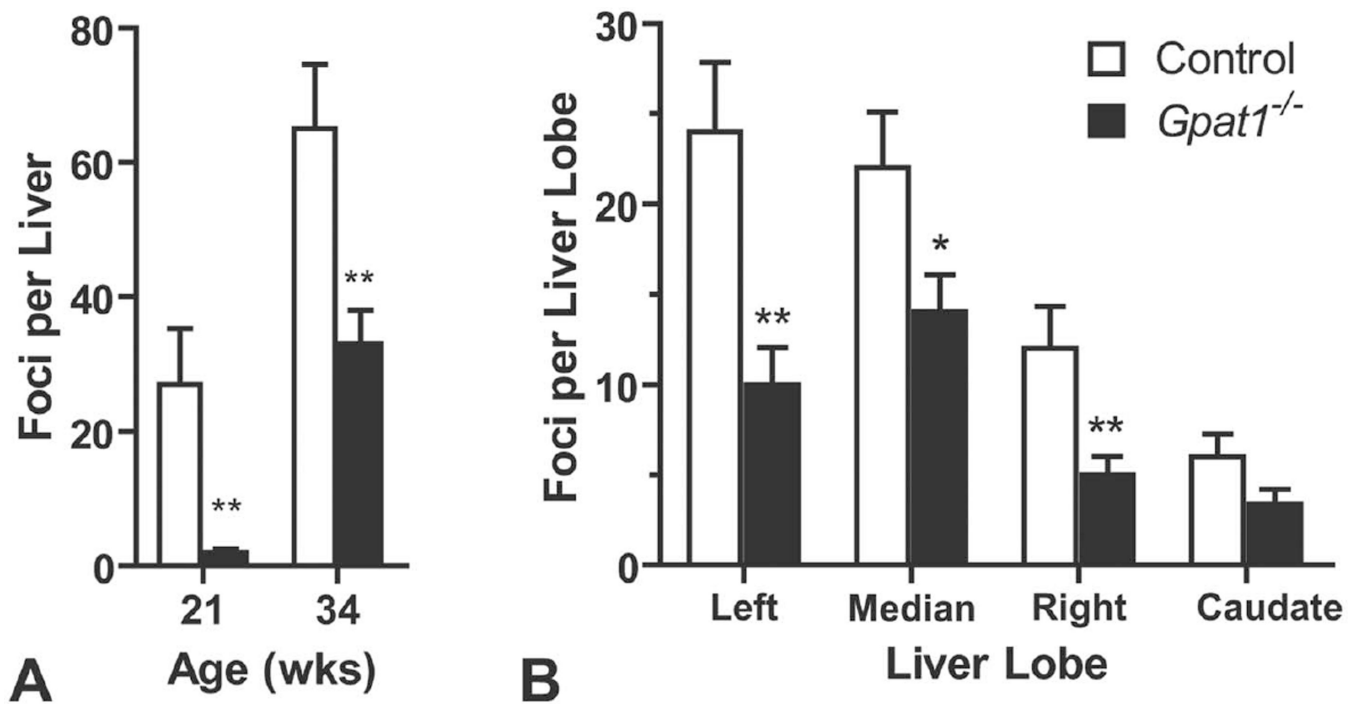 80
60
40
20
0
Foci per Liver
**
**
21 34
Age (wks)
A
30
20
10
0
Foci per Liver Lobe
Control
Gpat1-/-
**
*
**
Left Median Right Caudate
Liver Lobe
B